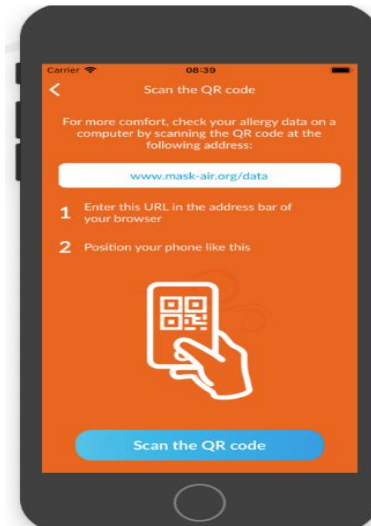 Carrier 08:39
Scan the QR code
For more comfort, check your allergy data on a
computer by scanning the QR code at the
following address:
www.mask-air.org/data
1 Enter this URL in the address bar of
your browser
2 Position your phone like this
Scan the QR code